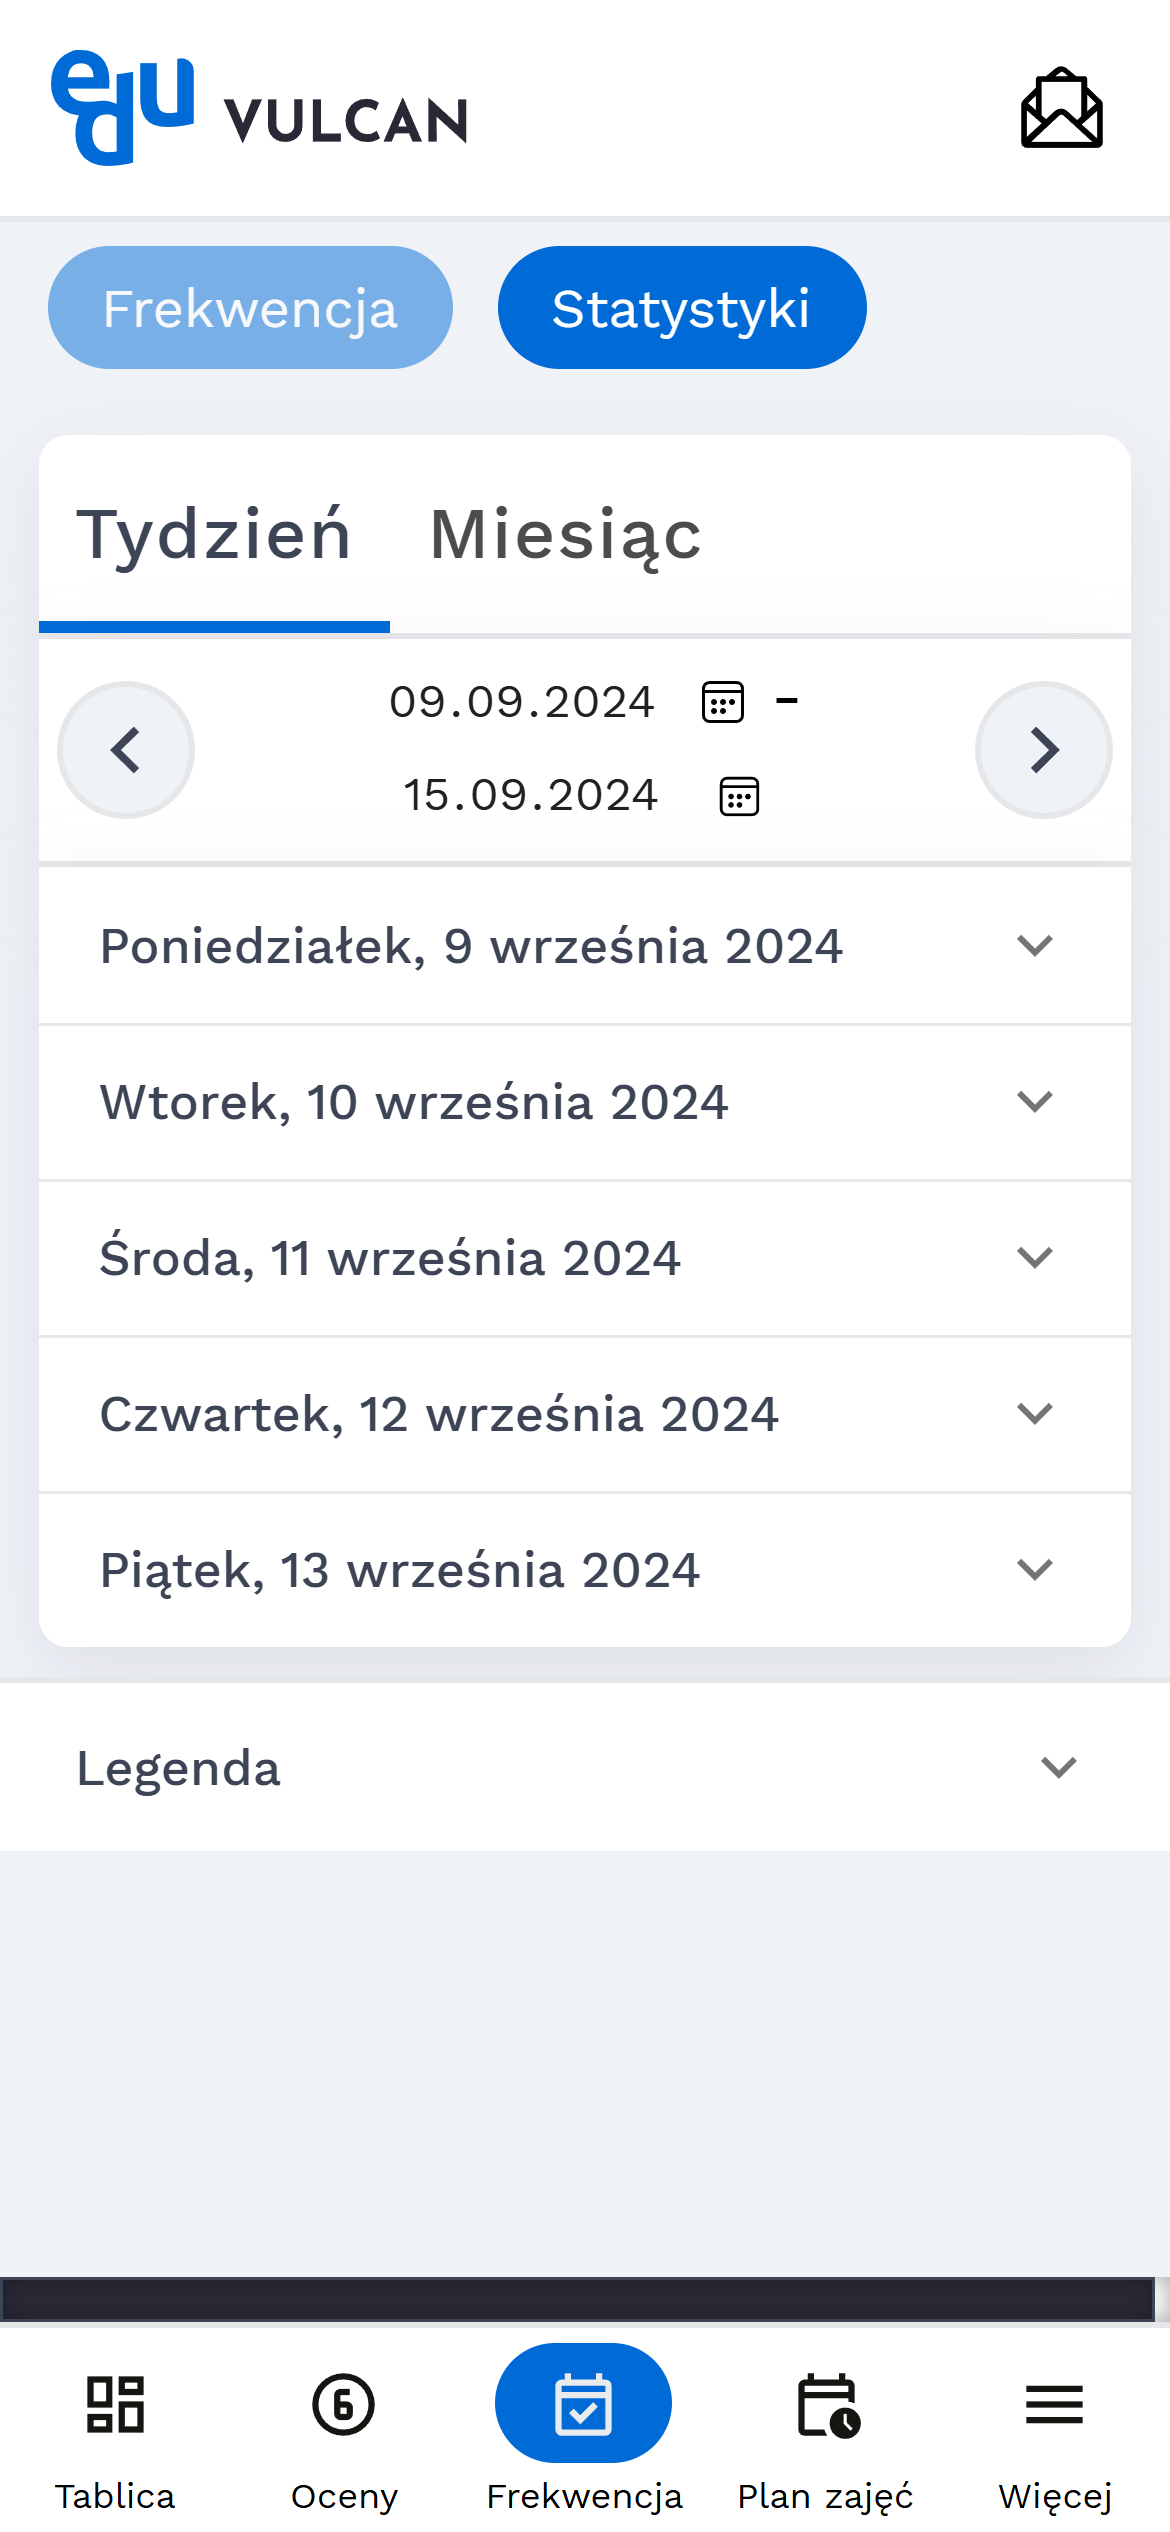 edu VULCAN
Frekwencja Statystyki
Tydzień Miesiąc
09.09.2024 –
15.09.2024
Poniedziałek, 9 września 2024
Wtorek, 10 września 2024
Środa, 11 września 2024
Czwartek, 12 września 2024
Piątek, 13 września 2024
Legenda
6
Tablica Oceny Frekwencja Plan zajęć Więcej